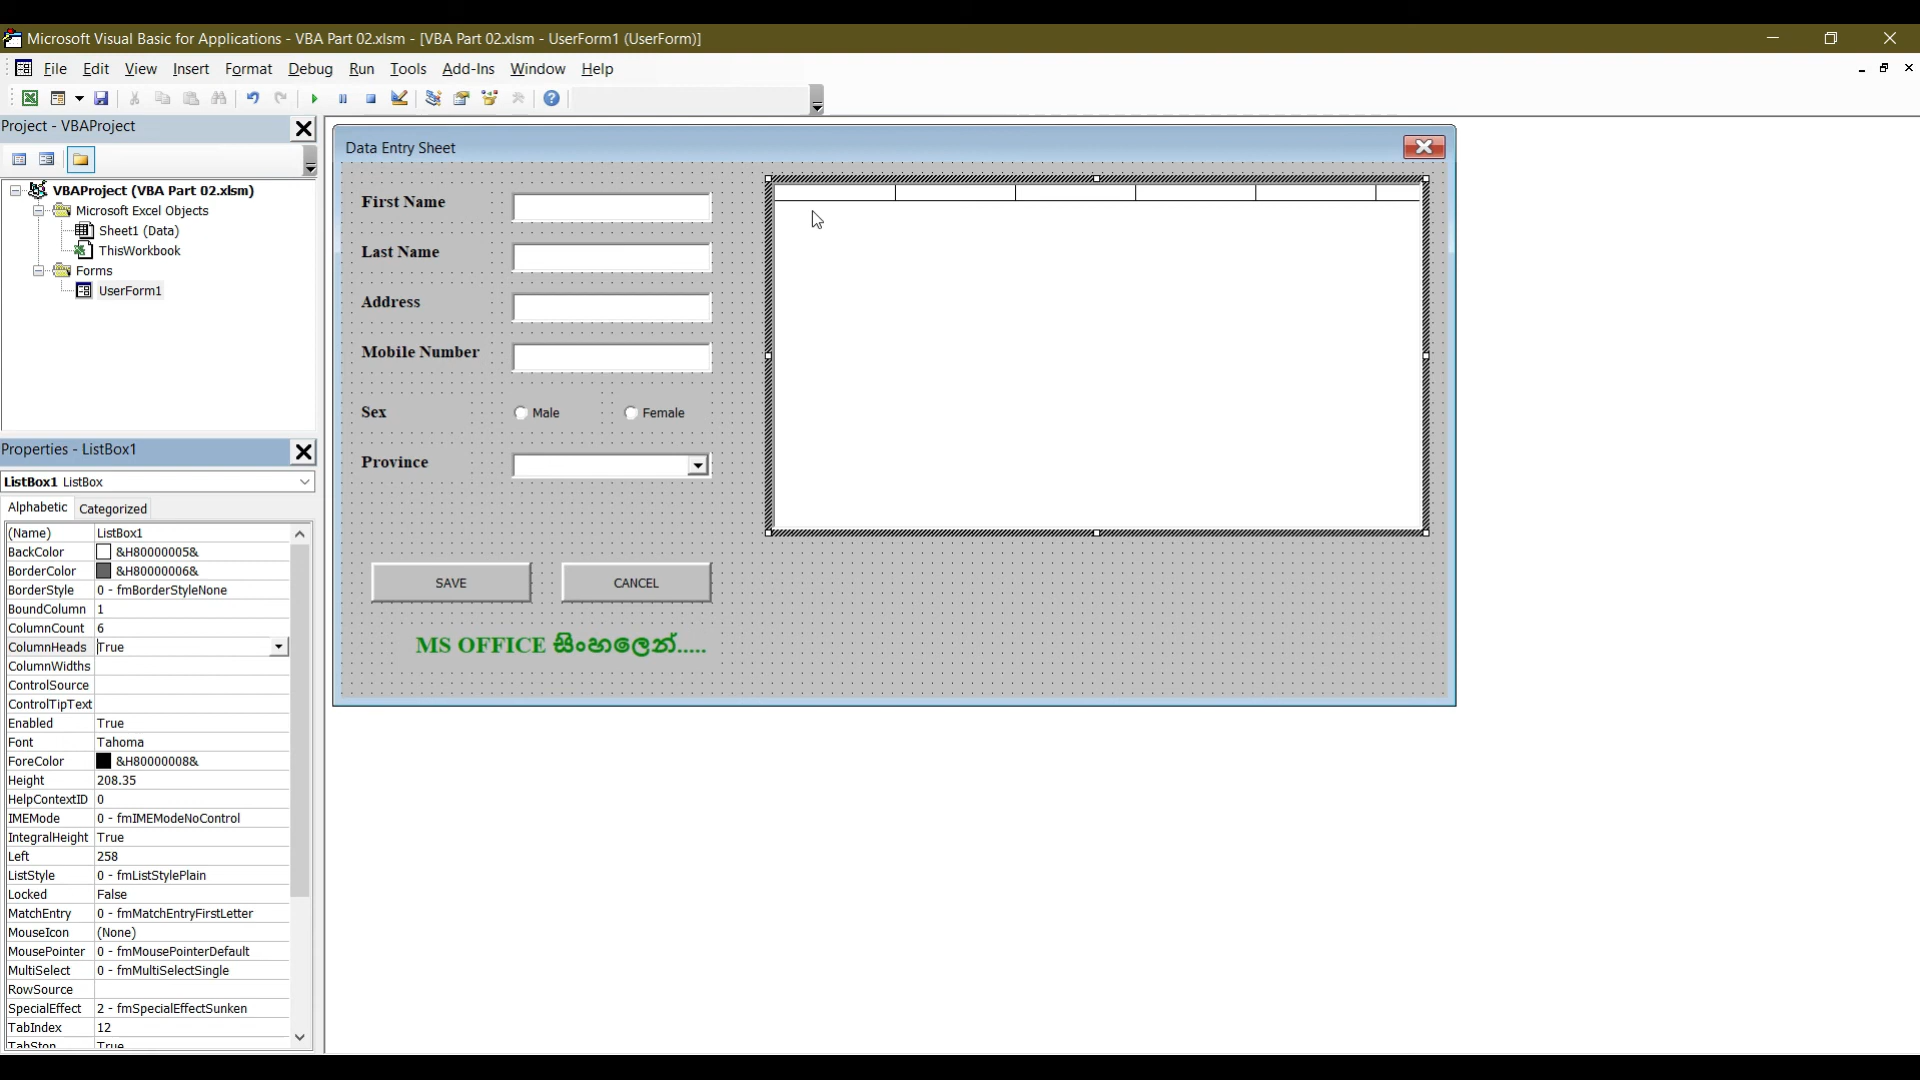 Microsoft Visual Basic for Applications - VBA Part 02.xlsm - [VBA Part 02.xlsm - UserForm1 (UserForm)]
File Edit View Insert Format Debug Run Tools Add-Ins Window Help
Project - VBAProject
VBAProject (VBA Part 02.xlsm)
Microsoft Excel Objects
Sheet1 (Data)
ThisWorkbook
Forms
UserForm1
Properties - ListBox1
ListBox1 ListBox
Alphabetic Categorized
(Name) ListBox1
BackColor &H80000005&
BorderColor &H80000006&
BorderStyle 0 - fmBorderStyleNone
BoundColumn 1
ColumnCount 6
ColumnHeads True
ColumnWidths
ControlSource
ControlTipText
Enabled True
Font Tahoma
ForeColor &H80000008&
Height 208.35
HelpContextID 0
IMEMode 0 - fmIMEModeNoControl
IntegralHeight True
Left 258
ListStyle 0 - fmListStylePlain
Locked False
MatchEntry 0 - fmMatchEntryFirstLetter
MouseIcon (None)
MousePointer 0 - fmMousePointerDefault
MultiSelect 0 - fmMultiSelectSingle
RowSource
SpecialEffect 2 - fmSpecialEffectSunken
TabIndex 12
TabStop True
Data Entry Sheet
First Name
Last Name
Address
Mobile Number
Sex Male Female
Province
SAVE CANCEL
MS OFFICE සිංහලෙන්.....